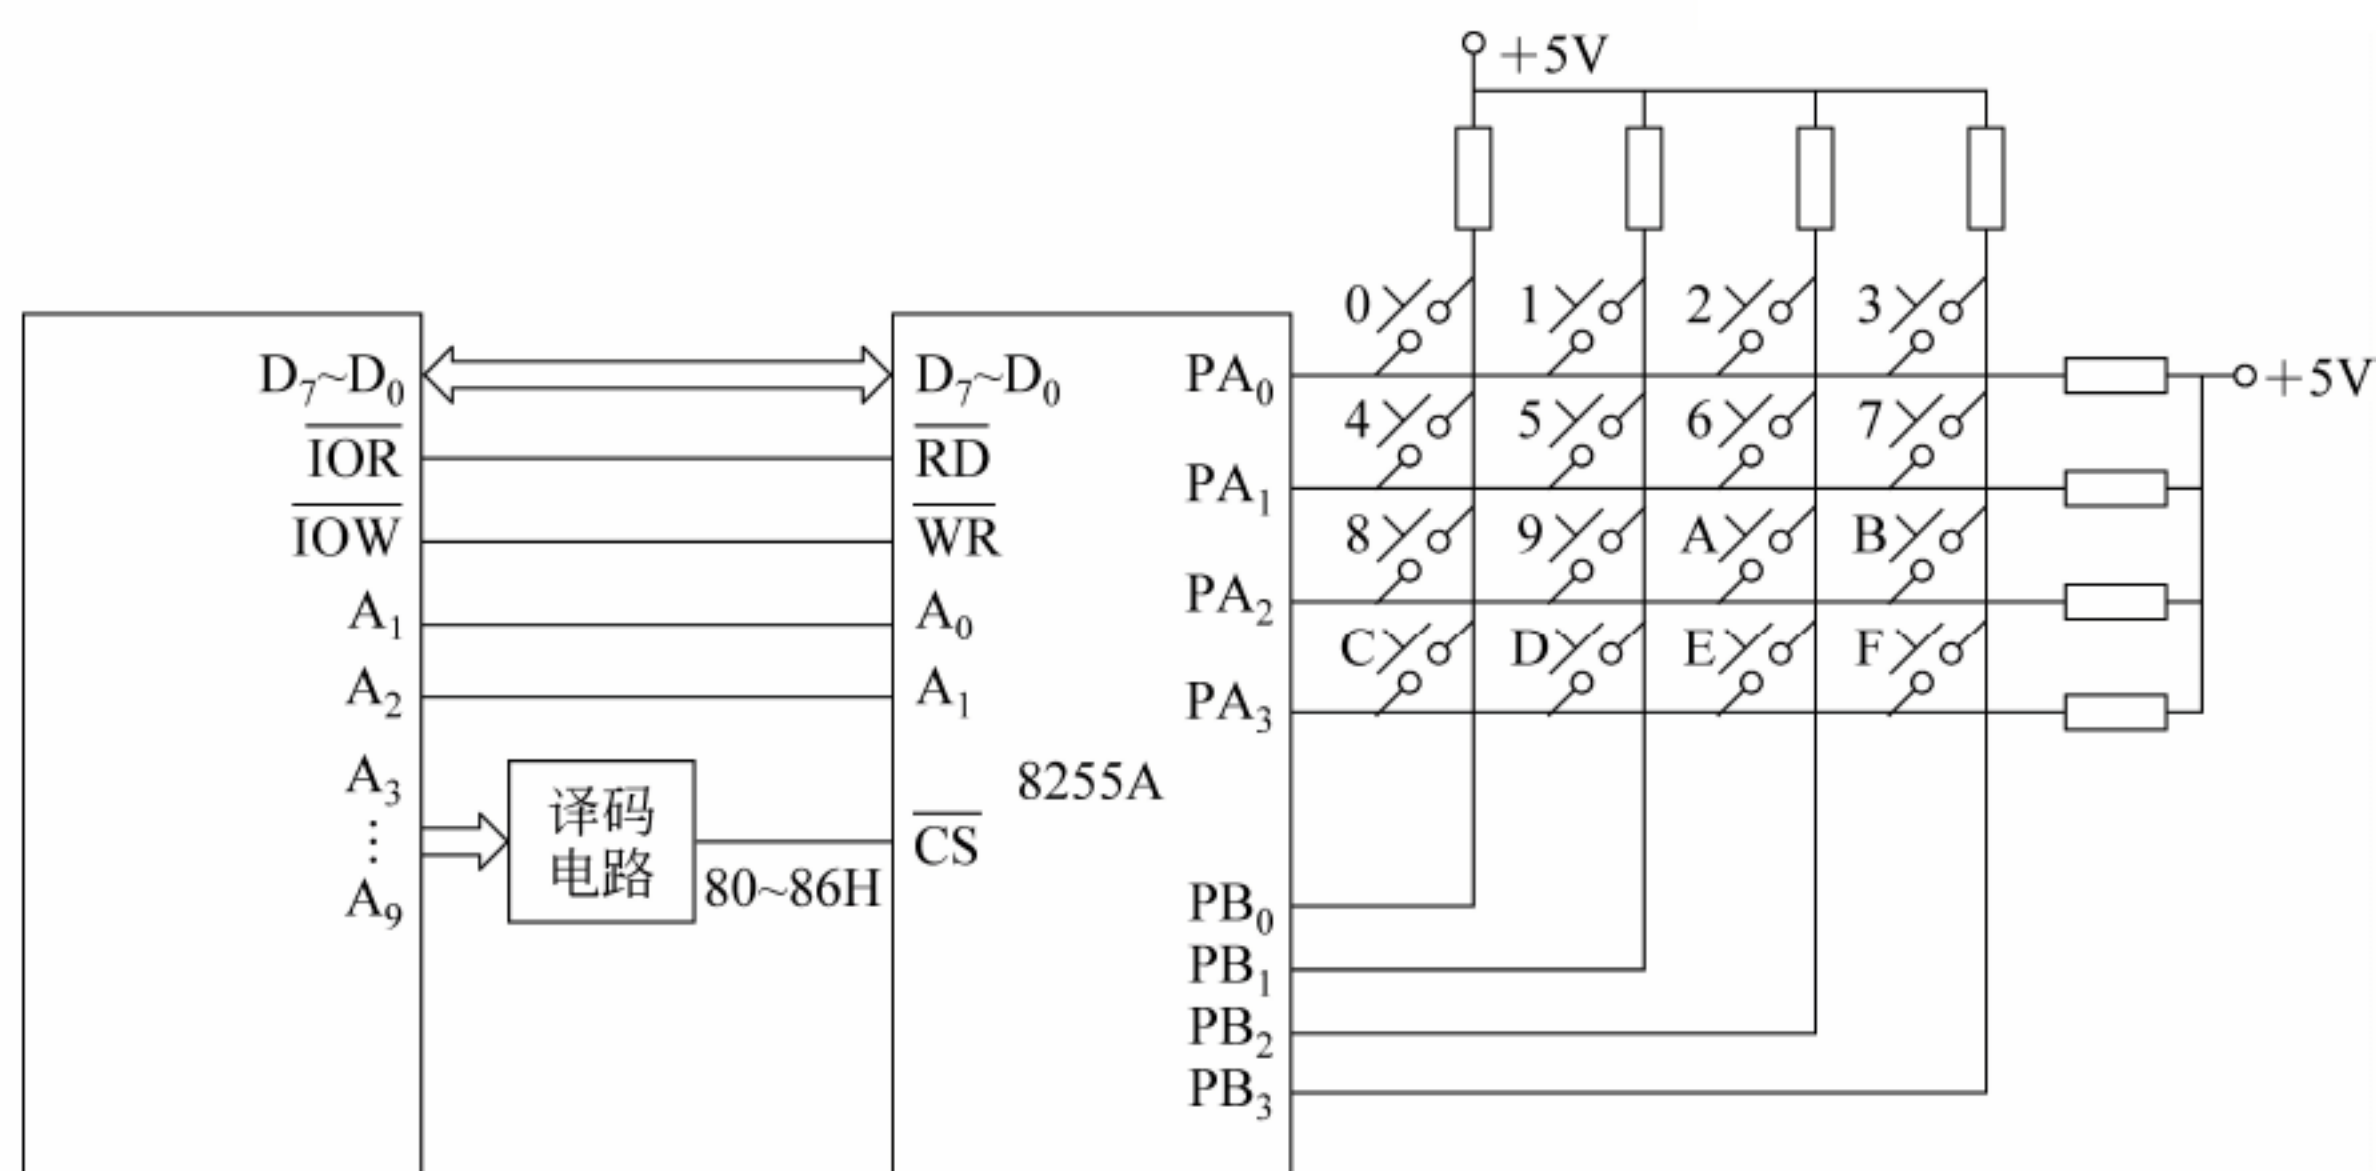 +5V
0 1 2 3
D7~D0 D7~D0 PA0 +5V
4 5 6 7
IOR RD
PA1
IOW WR
8 9 A B
A1 A0 PA2
C D E F
A2 A1 PA3
A3
8255A
译码
⋮
CS
电路
80~86H
A9
PB0
PB1
PB2
PB3